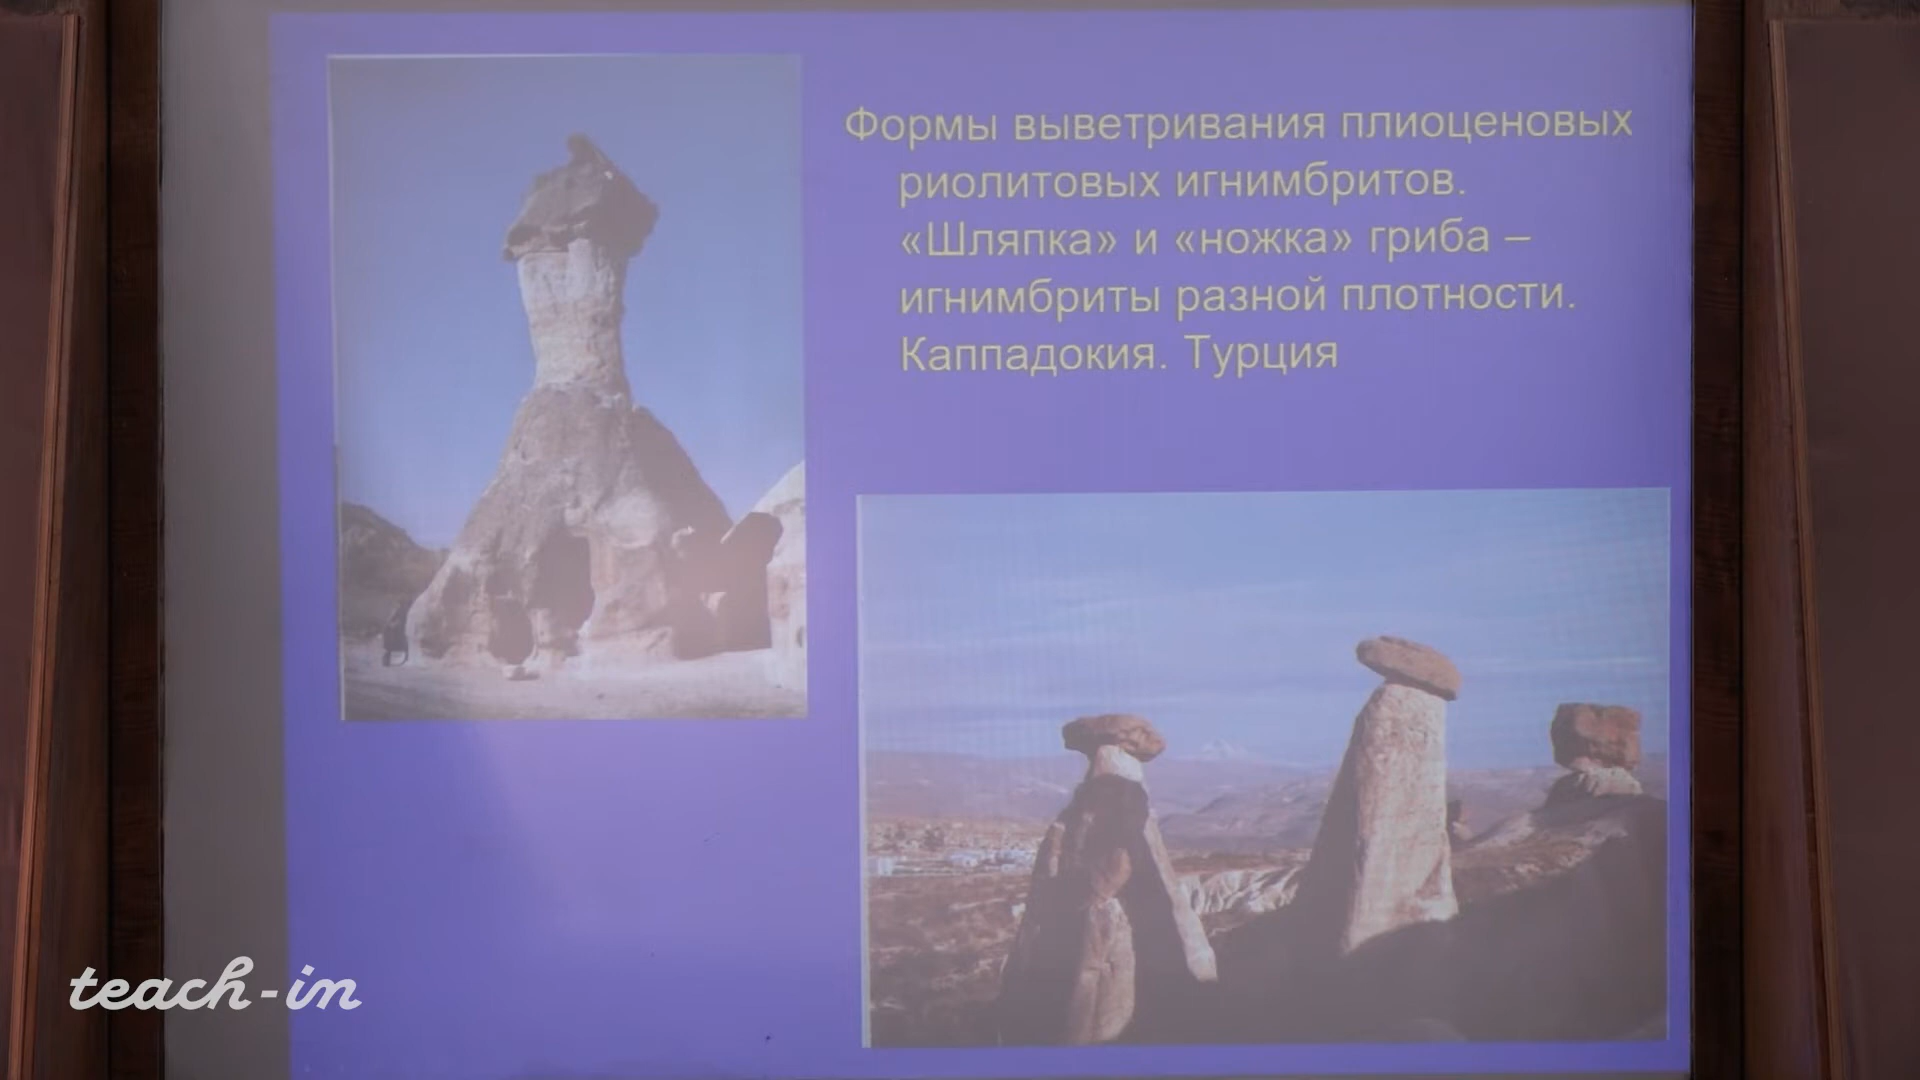 Формы выветривания плиоценовых
риолитовых игнимбритов.
«Шляпка» и «ножка» гриба –
игнимбриты разной плотности.
Каппадокия. Турция
teach-in